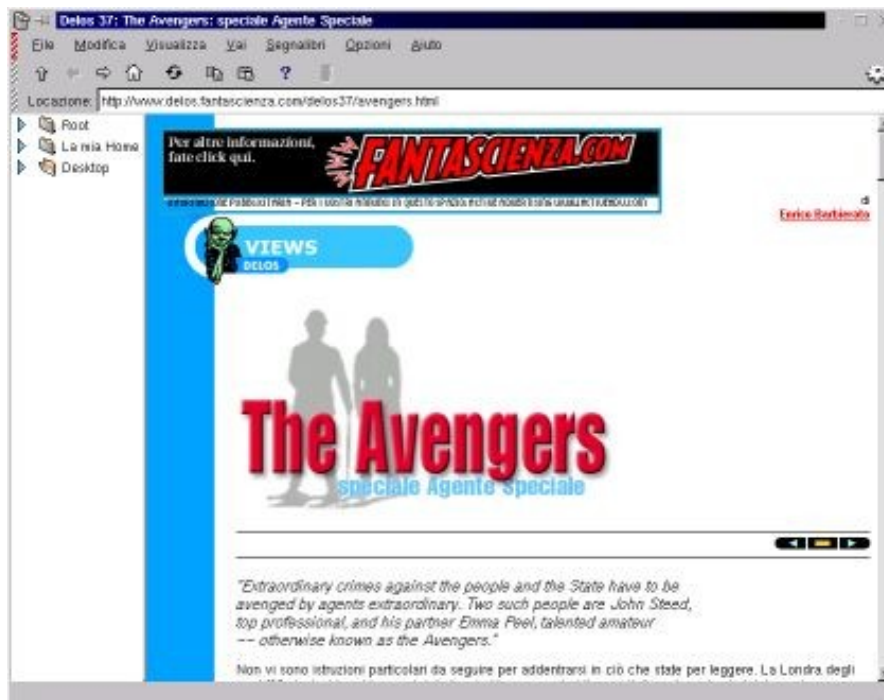 Delos 37: The Avengers: speciale Agente Speciale
File Modifica Visualizza Vai Segnalibri Opzioni Aiuto
?
Locazione: http://www.delos.fantascienza.com/delos37/avengers.html
Root
La mia Home
Desktop
Per altre informazioni,
fate click qui.
FANTASCIENZA.COM
di
Enrico Barbierato
VIEWS
DELOS
The Avengers
speciale Agente Speciale
"Extraordinary crimes against the people and the State have to be
avenged by agents extraordinary. Two such people are John Steed,
top professional, and his partner Emma Peel, talented amateur
-- otherwise known as the Avengers."
Non vi sono istruzioni particolari da seguire per addentrarsi in ciò che state per leggere. La Londra degli